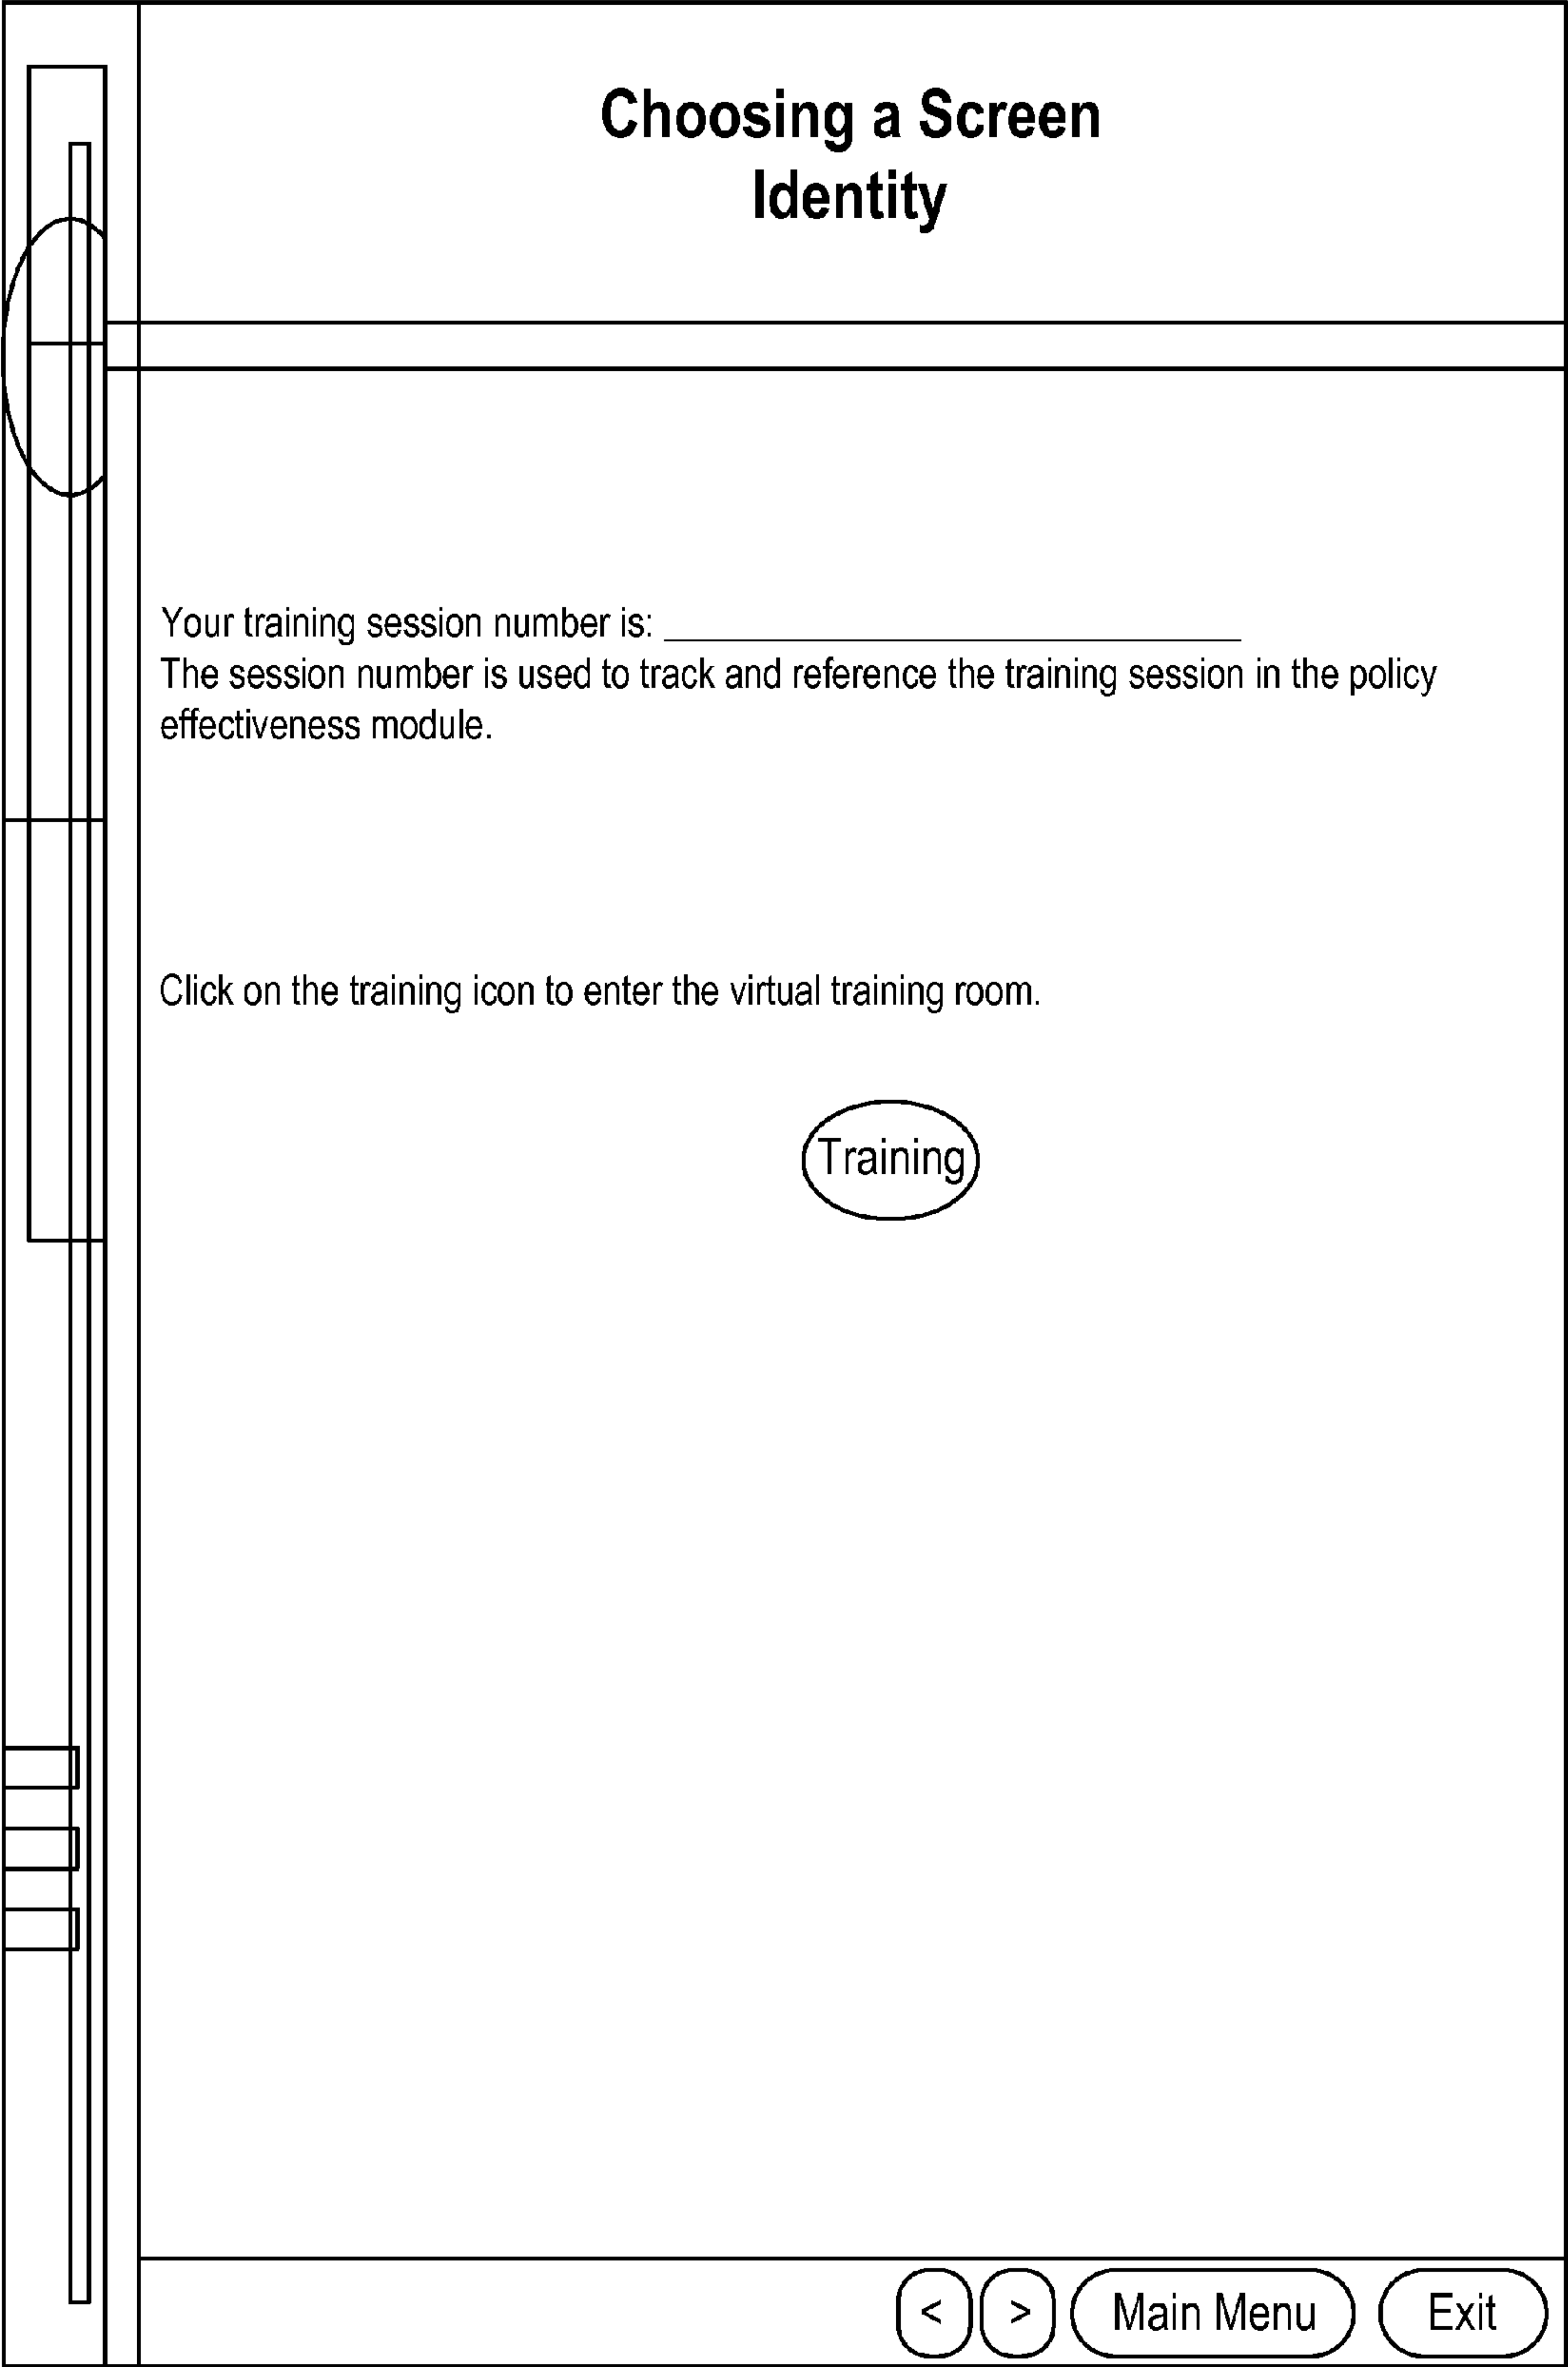 Choosing a Screen
Identity
Your training session number is: ______________________________
The session number is used to track and reference the training session in the policy
effectiveness module.
Click on the training icon to enter the virtual training room.
Training
< > Main Menu Exit